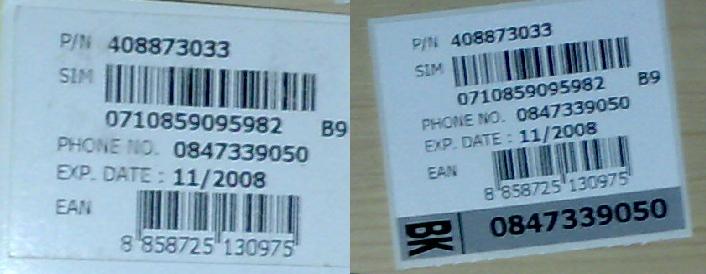 P/N 408873033
SIM
0710859095982 B9
PHONE NO. 0847339050
EXP. DATE : 11/2008
EAN
8 858725 130975
P/N 408873033
SIM
0710859095982 B9
PHONE NO. 0847339050
EXP. DATE : 11/2008
EAN
8 858725 130975
BK 0847339050